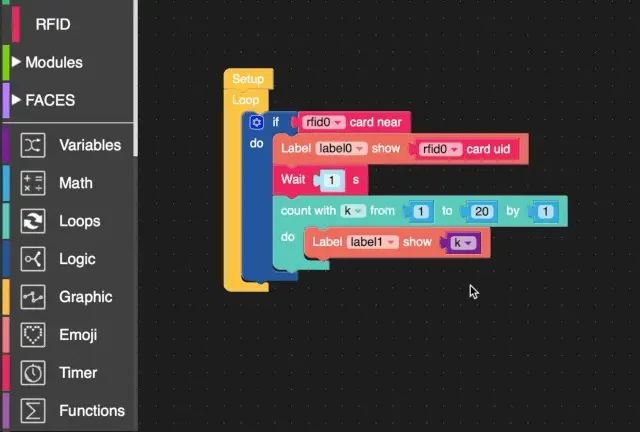 RFID
Modules
FACES
Variables
Math
Loops
Logic
Graphic
Emoji
Timer
Functions
Setup
Loop
if rfid0 card near
do Label label0 show rfid0 card uid
Wait 1 s
count with k from 1 to 20 by 1
do Label label1 show k